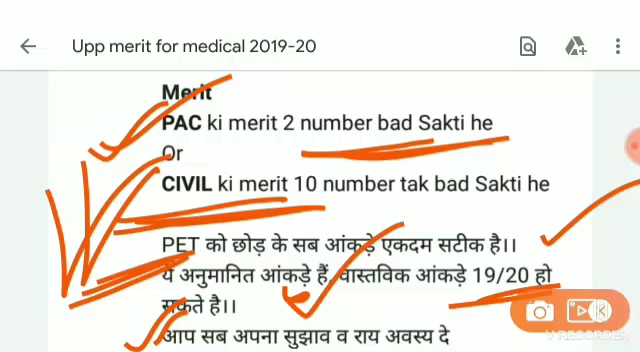 Upp merit for medical 2019-20
Merit
PAC ki merit 2 number bad Sakti he
Or
CIVIL ki merit 10 number tak bad Sakti he
PET को छोड़ के सब आंकड़े एकदम सटीक है।।
ये अनुमानित आंकड़े हैं, वास्तविक आंकड़े 19/20 हो
सकते है।।
आप सब अपना सुझाव व राय अवस्य दे
V RECORDER